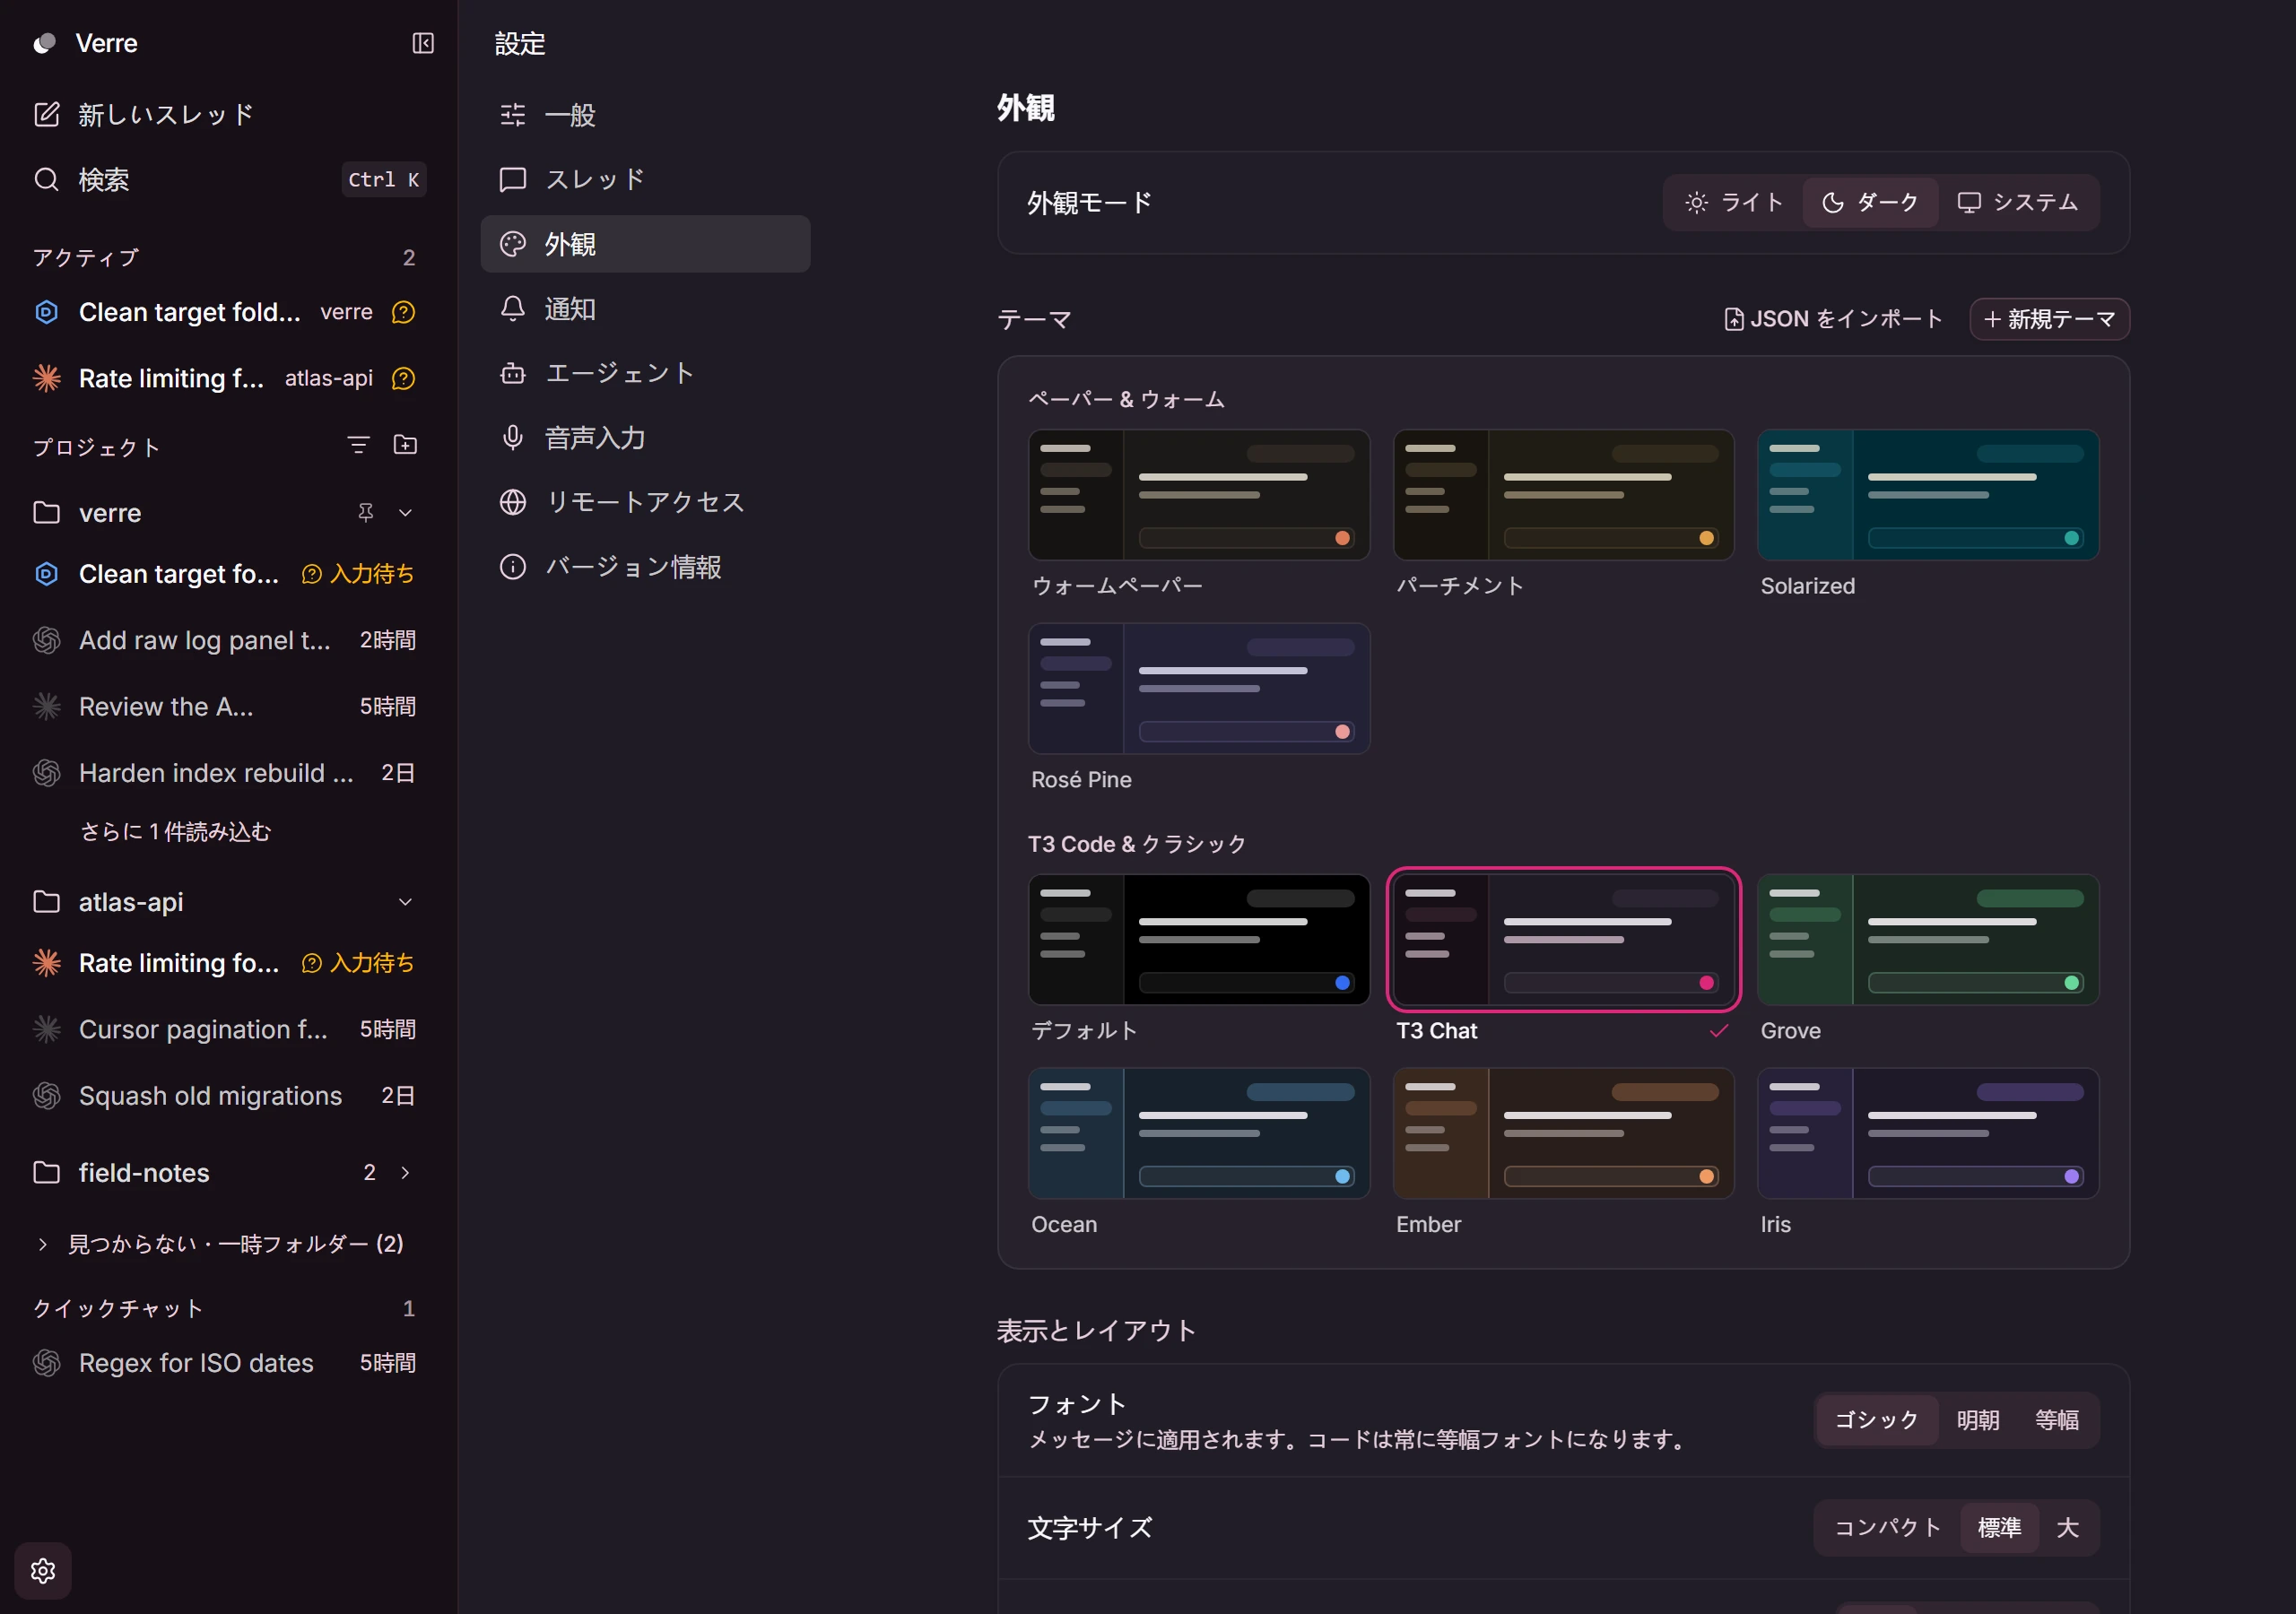 Verre
新しいスレッド
検索
Ctrl K
アクティブ 2
Clean target fold... verre
Rate limiting f... atlas-api
プロジェクト
verre
Clean target fo... 入力待ち
Add raw log panel t... 2時間
Review the A... 5時間
Harden index rebuild ... 2日
さらに 1 件読み込む
atlas-api
Rate limiting fo... 入力待ち
Cursor pagination f... 5時間
Squash old migrations 2日
field-notes 2
見つからない・一時フォルダー (2)
クイックチャット 1
Regex for ISO dates 5時間
設定
一般
スレッド
外観
通知
エージェント
音声入力
リモートアクセス
バージョン情報
外観
外観モード
ライト ダーク システム
テーマ
JSON をインポート
新規テーマ
ペーパー & ウォーム
ウォームペーパー
パーチメント
Solarized
Rosé Pine
T3 Code & クラシック
デフォルト
T3 Chat
Grove
Ocean
Ember
Iris
表示とレイアウト
フォント
メッセージに適用されます。コードは常に等幅フォントになります。
ゴシック 明朝 等幅
文字サイズ
コンパクト 標準 大